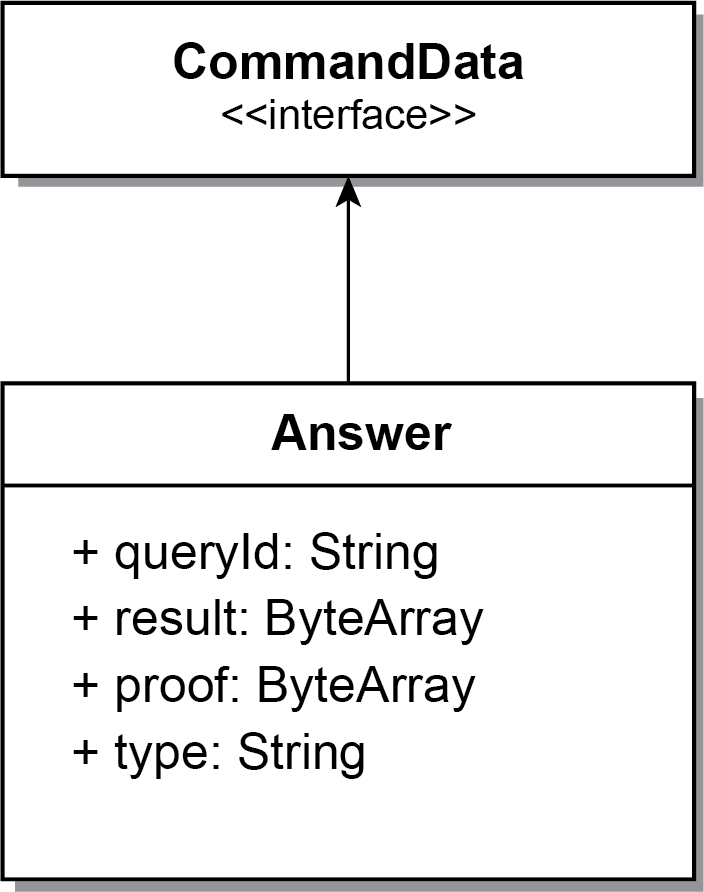 CommandData
<<interface>>
Answer
+ queryId: String
+ result: ByteArray
+ proof: ByteArray
+ type: String